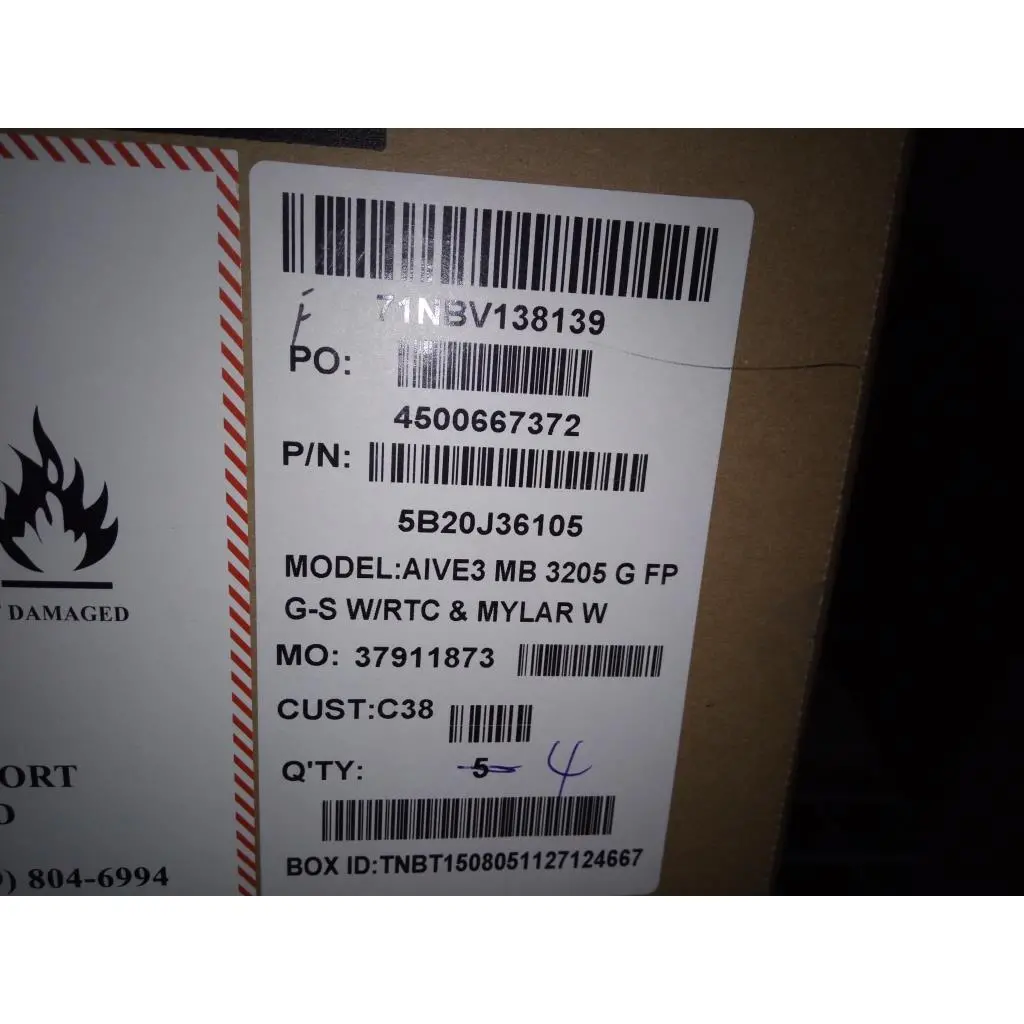 71NBV138139
F
PO:
4500667372
P/N:
5B20J36105
MODEL:AIVE3 MB 3205 G FP
G-S W/RTC & MYLAR W
MO: 37911873
CUST:C38
Q'TY: 5 4
BOX ID:TNBT1508051127124667
DAMAGED
ORT
O
) 804-6994